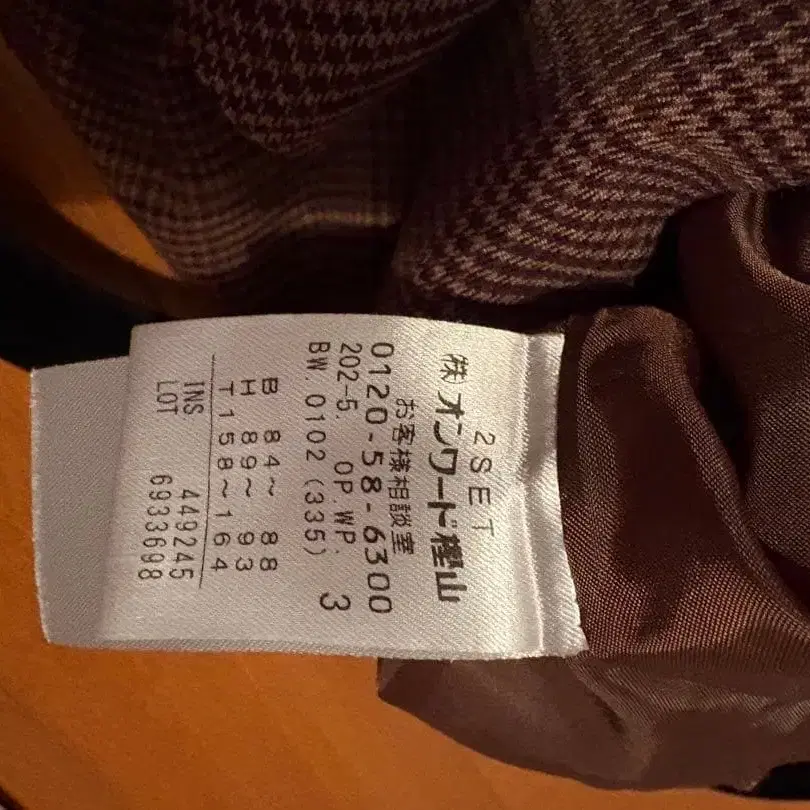 2SET
㈱オンワード樫山
お客様相談室
0120-58-6300
202-5. OP.WP. 3
BW.0102(335)
B 84~ 88
H 89~ 93
T158~164
INS 449245
LOT 6933698